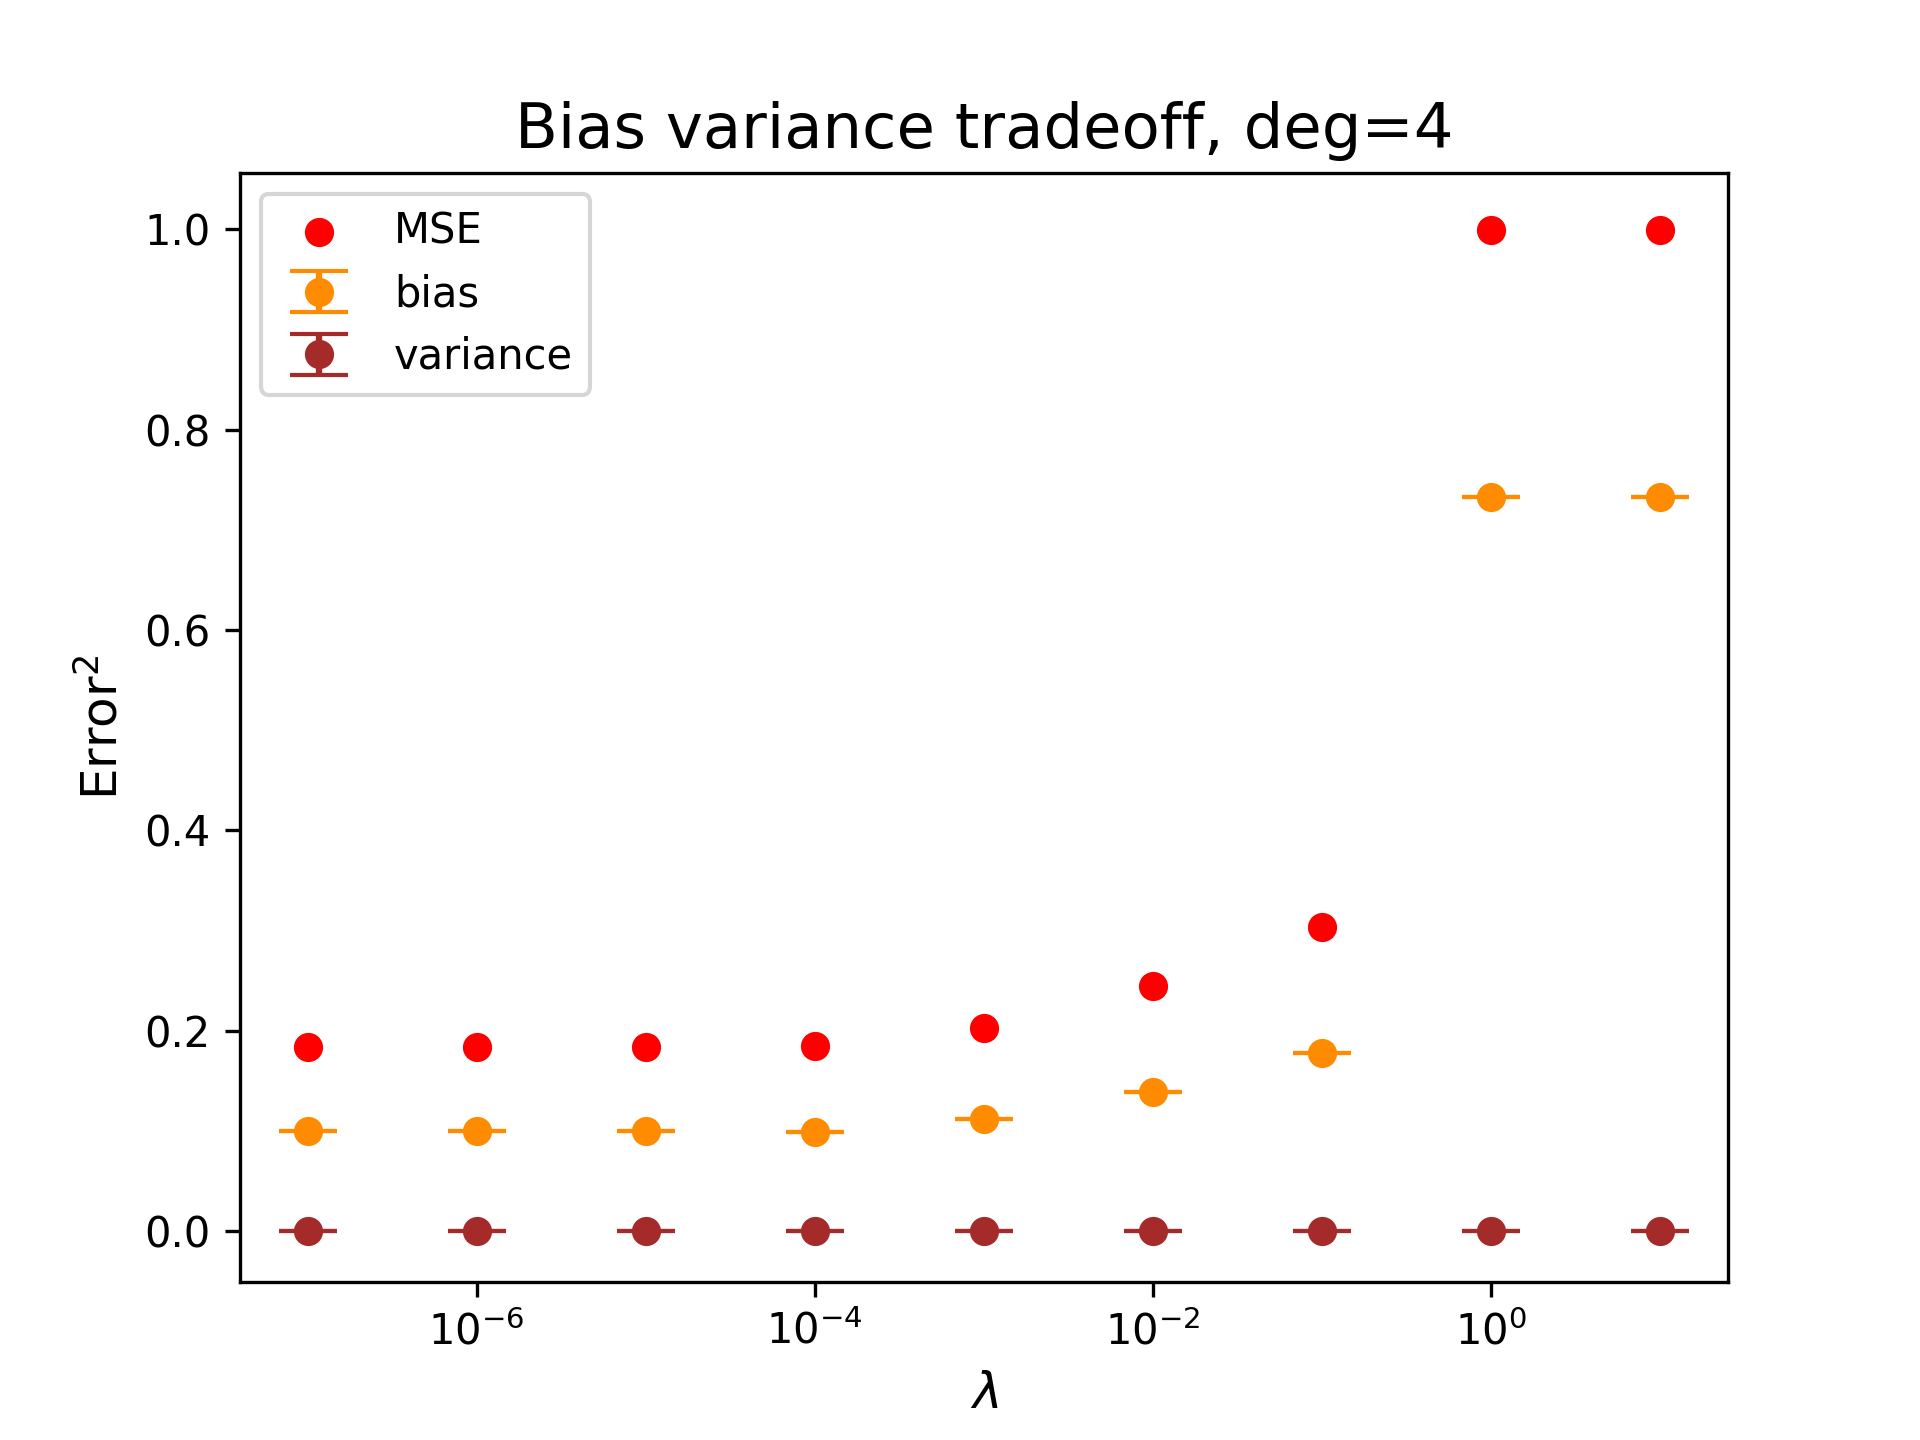 Bias variance tradeoff, deg=4
MSE
bias
variance
1.0
0.8
0.6
0.4
0.2
0.0
Error²
10⁻⁶
10⁻⁴
10⁻²
10⁰
λ